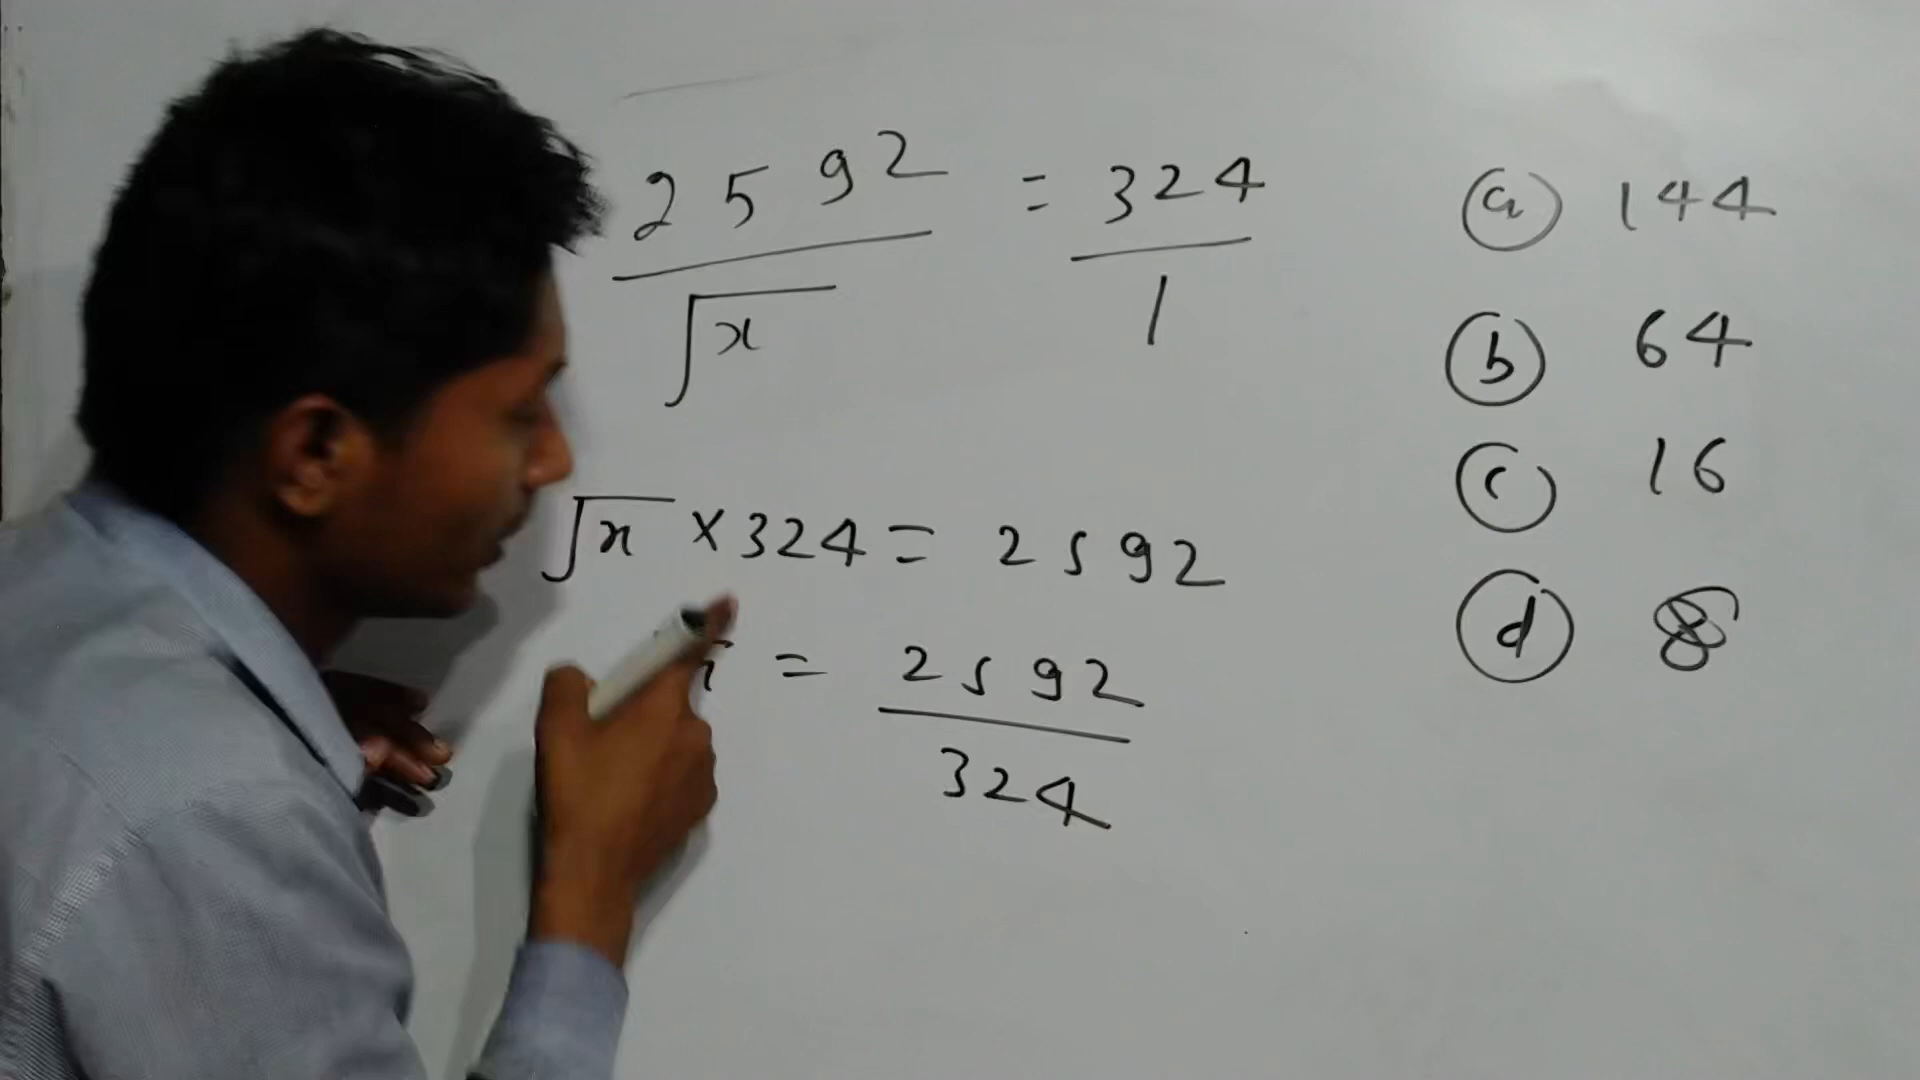 2592 = 324
√x 1
√x × 324 = 2592
= 2592
324
(a) 144
(b) 64
(c) 16
(d) 8